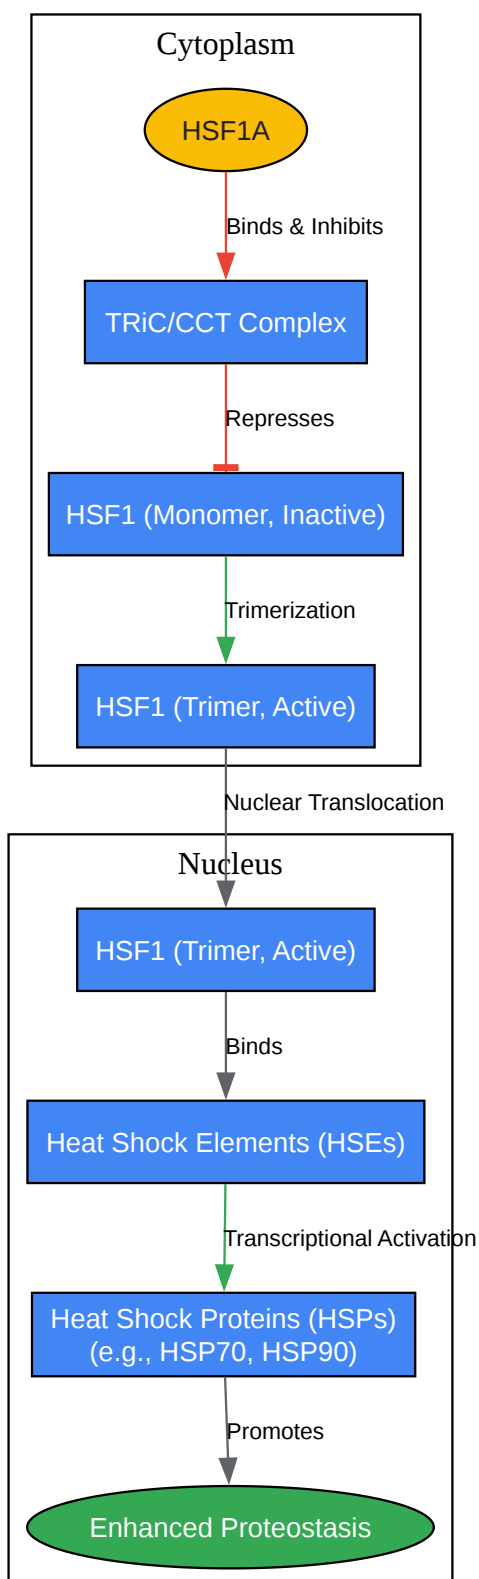 Cytoplasm
HSF1A
Binds & Inhibits
TRiC/CCT Complex
Represses
HSF1 (Monomer, Inactive)
Trimerization
HSF1 (Trimer, Active)
Nuclear Translocation
Nucleus
HSF1 (Trimer, Active)
Binds
Heat Shock Elements (HSEs)
Transcriptional Activation
Heat Shock Proteins (HSPs)
(e.g., HSP70, HSP90)
Promotes
Enhanced Proteostasis